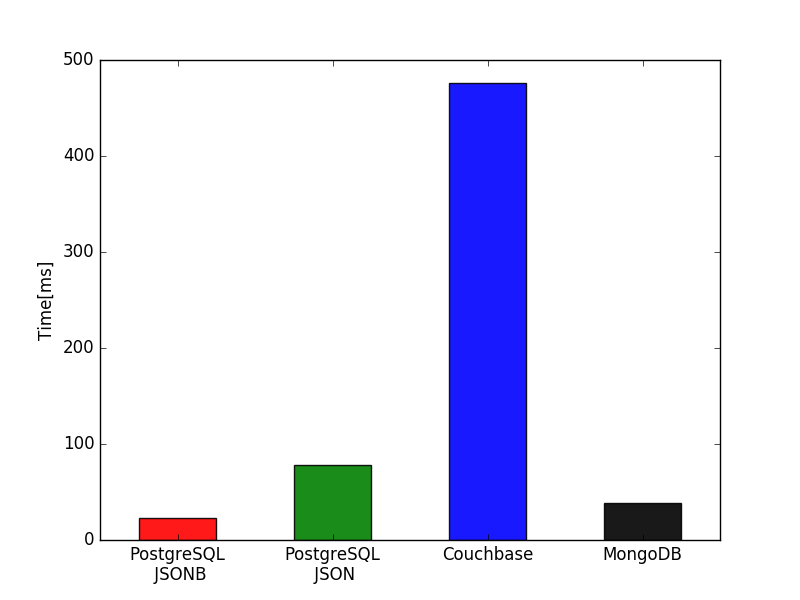 500
400
300
200
100
0
Time[ms]
PostgreSQL JSONB
PostgreSQL JSON
Couchbase
MongoDB